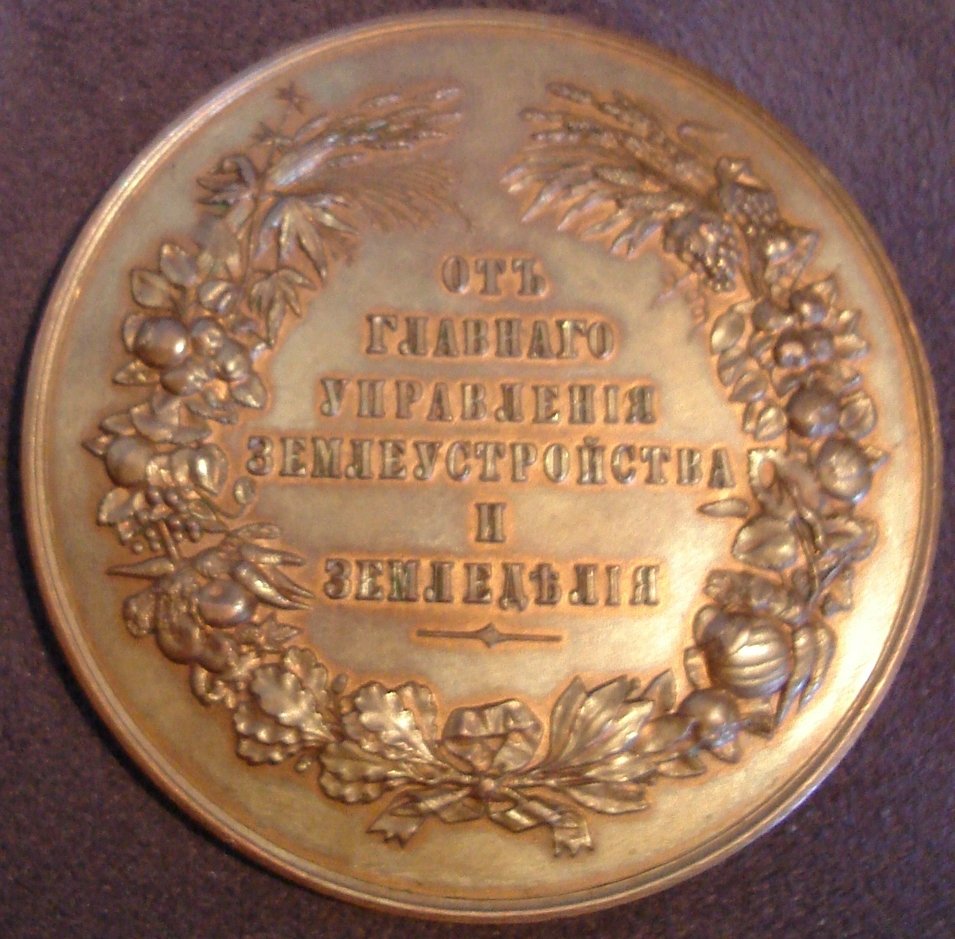 ОТЪ
ГЛАВНАГО
УПРАВЛЕНІЯ
ЗЕМЛЕУСТРОЙСТВА
И
ЗЕМЛЕДѢЛІЯ